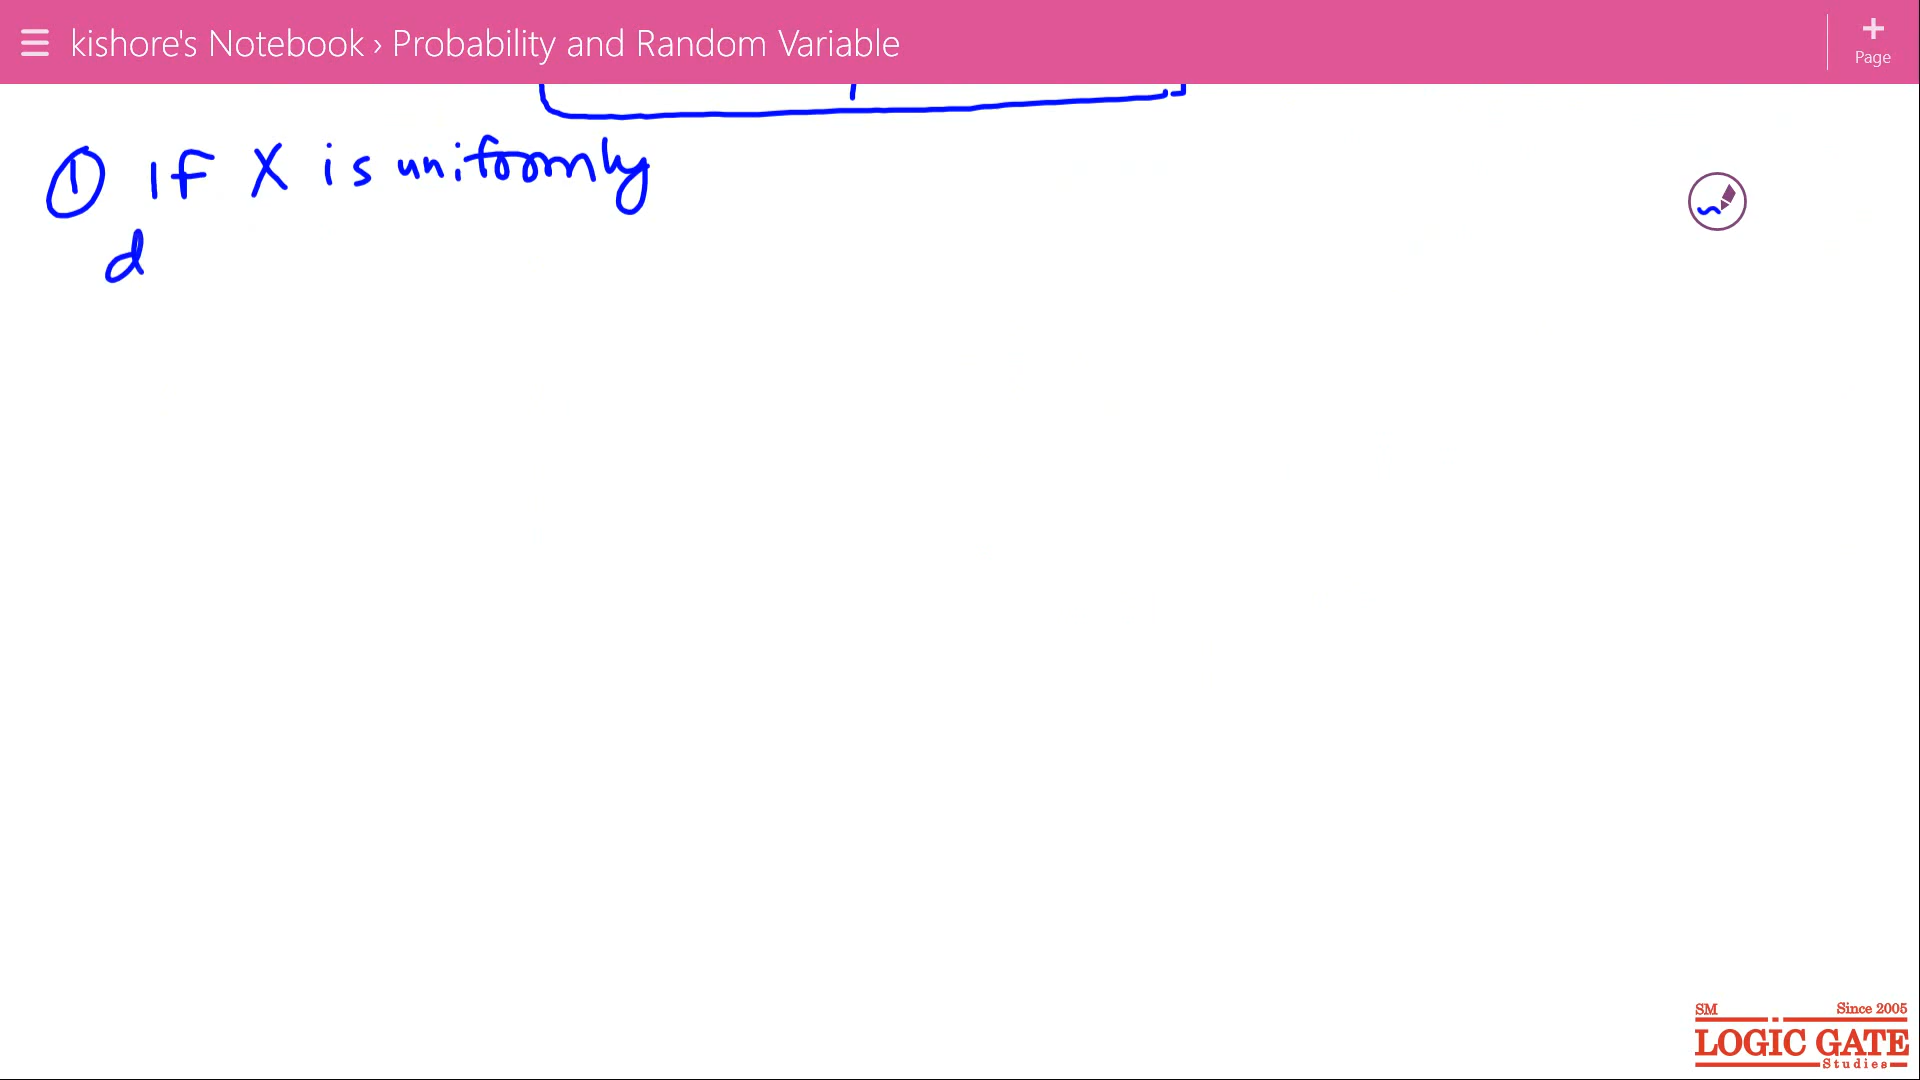 kishore's Notebook › Probability and Random Variable
Page
① If X is uniformly
d
SM Since 2005
LOGIC GATE
Studies